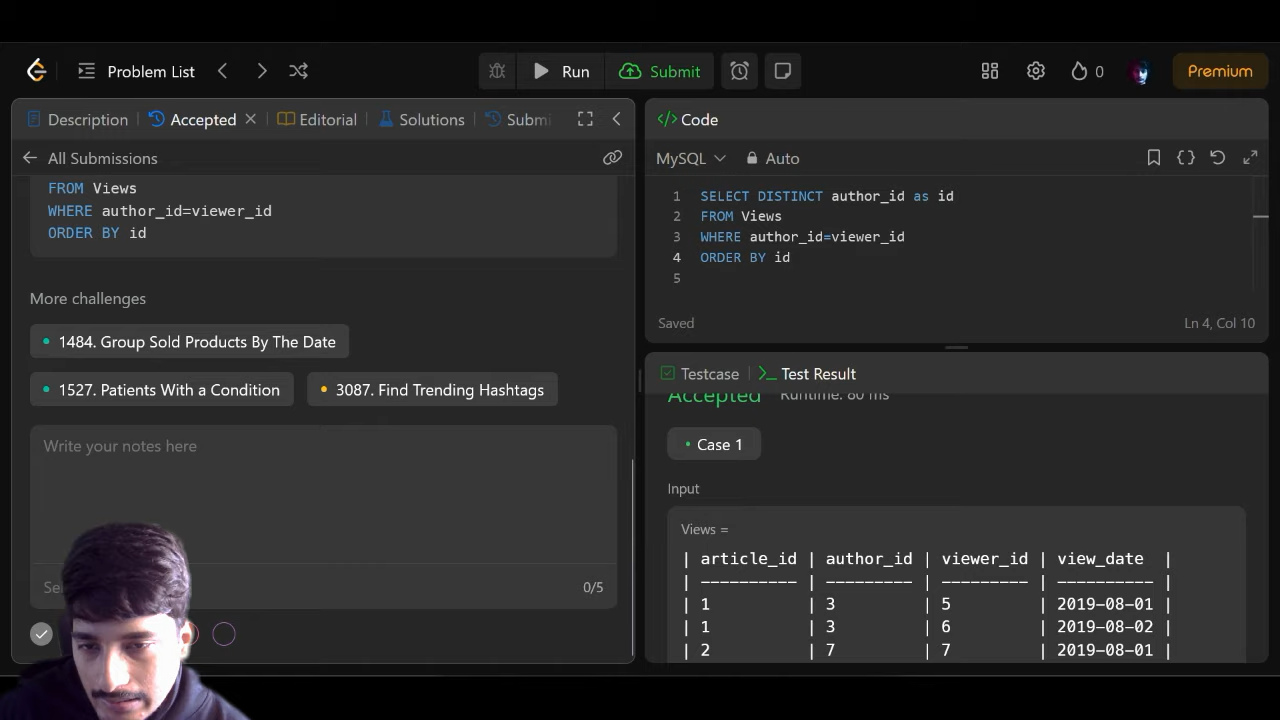 Problem List
Run
Submit
0
Premium
Description
Accepted
Editorial
Solutions
Submi
All Submissions
FROM Views
WHERE author_id=viewer_id
ORDER BY id
More challenges
1484. Group Sold Products By The Date
1527. Patients With a Condition
3087. Find Trending Hashtags
Write your notes here
0/5
</> Code
MySQL
Auto
1 SELECT DISTINCT author_id as id
2 FROM Views
3 WHERE author_id=viewer_id
4 ORDER BY id
5
Saved
Ln 4, Col 10
Testcase
Test Result
Accepted
Runtime: 60 ms
Case 1
Input
Views =
| article_id | author_id | viewer_id | view_date |
| ---------- | --------- | --------- | ---------- |
| 1 | 3 | 5 | 2019-08-01 |
| 1 | 3 | 6 | 2019-08-02 |
| 2 | 7 | 7 | 2019-08-01 |